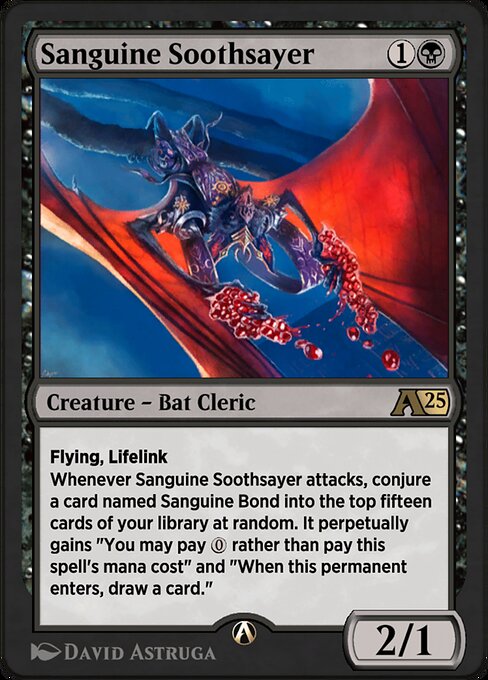 Sanguine Soothsayer 1
Creature – Bat Cleric
A25
Flying, Lifelink
Whenever Sanguine Soothsayer attacks, conjure
a card named Sanguine Bond into the top fifteen
cards of your library at random. It perpetually
gains "You may pay 0 rather than pay this
spell's mana cost" and "When this permanent
enters, draw a card."
2/1
David Astruga